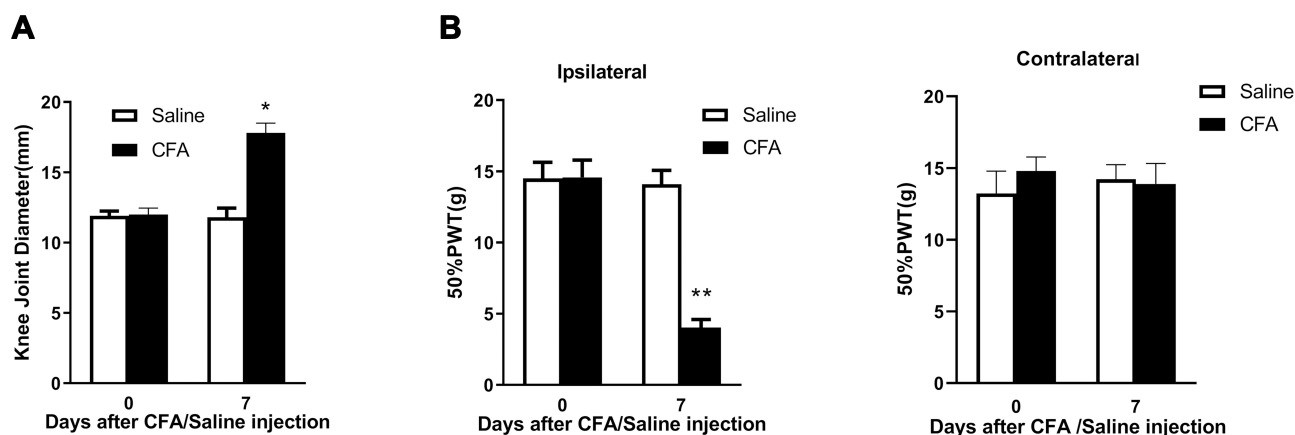 A
Knee Joint Diameter(mm)
20
15
10
5
0
Saline
CFA
*
0
7
Days after CFA/Saline injection
B
Ipsilateral
50%PWT(g)
20
15
10
5
0
Saline
CFA
**
0
7
Days after CFA/Saline injection
Contralateral
50%PWT(g)
20
15
10
5
0
Saline
CFA
0
7
Days after CFA /Saline injection